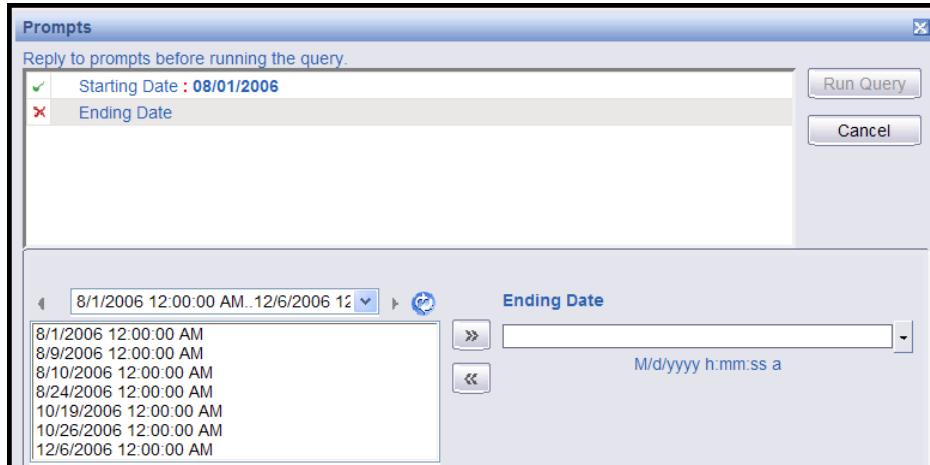 Prompts
Reply to prompts before running the query.
Starting Date : 08/01/2006
Ending Date
Run Query
Cancel
8/1/2006 12:00:00 AM..12/6/2006 12
Ending Date
8/1/2006 12:00:00 AM
8/9/2006 12:00:00 AM
8/10/2006 12:00:00 AM
8/24/2006 12:00:00 AM
10/19/2006 12:00:00 AM
10/26/2006 12:00:00 AM
12/6/2006 12:00:00 AM
M/d/yyyy h:mm:ss a